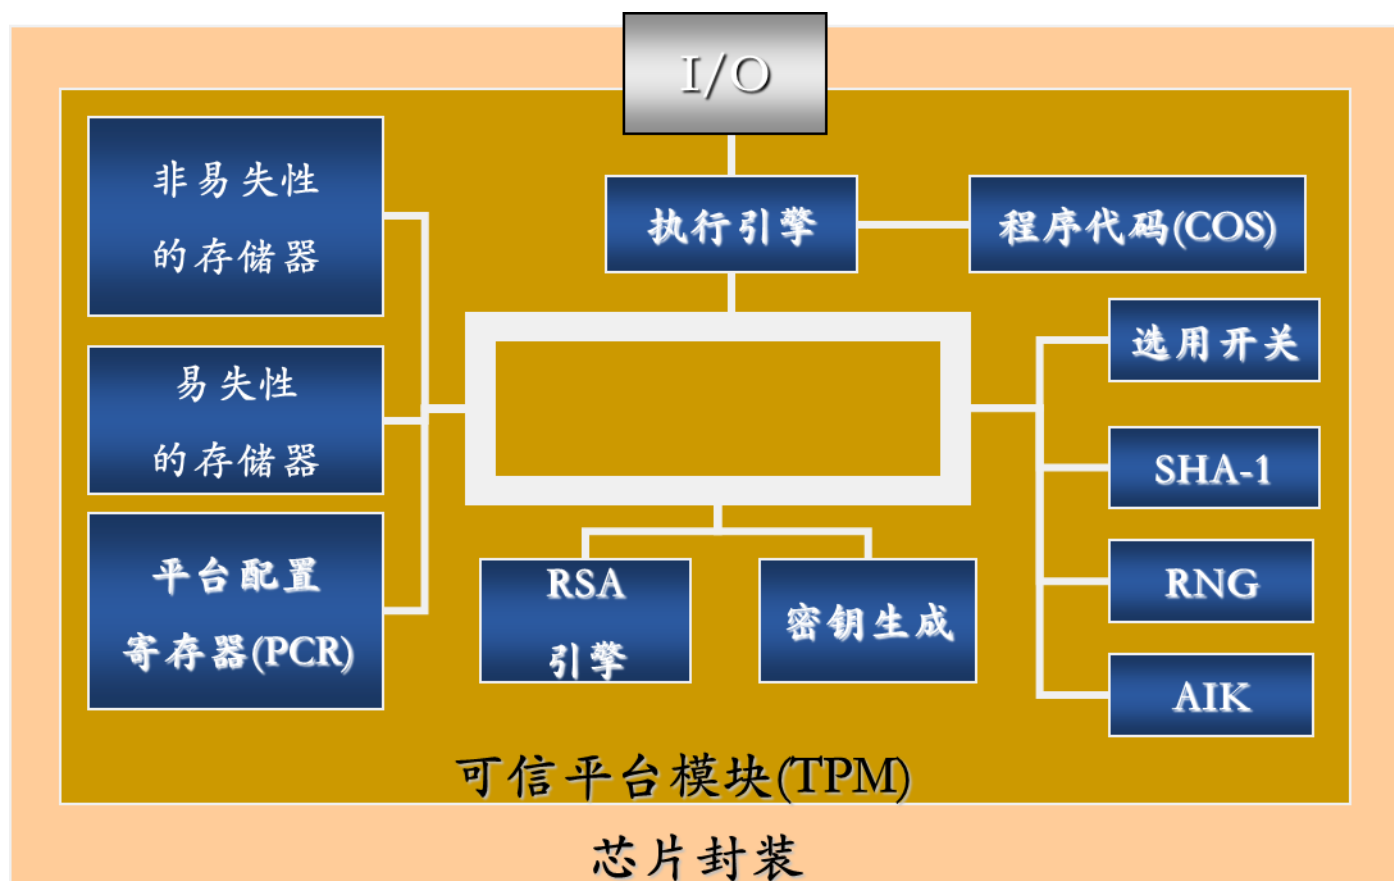 I/O
非易失性
的存储器
执行引擎
程序代码(COS)
选用开关
易失性
的存储器
SHA-1
平台配置
寄存器(PCR)
RSA
引擎
密钥生成
RNG
AIK
可信平台模块(TPM)
芯片封装